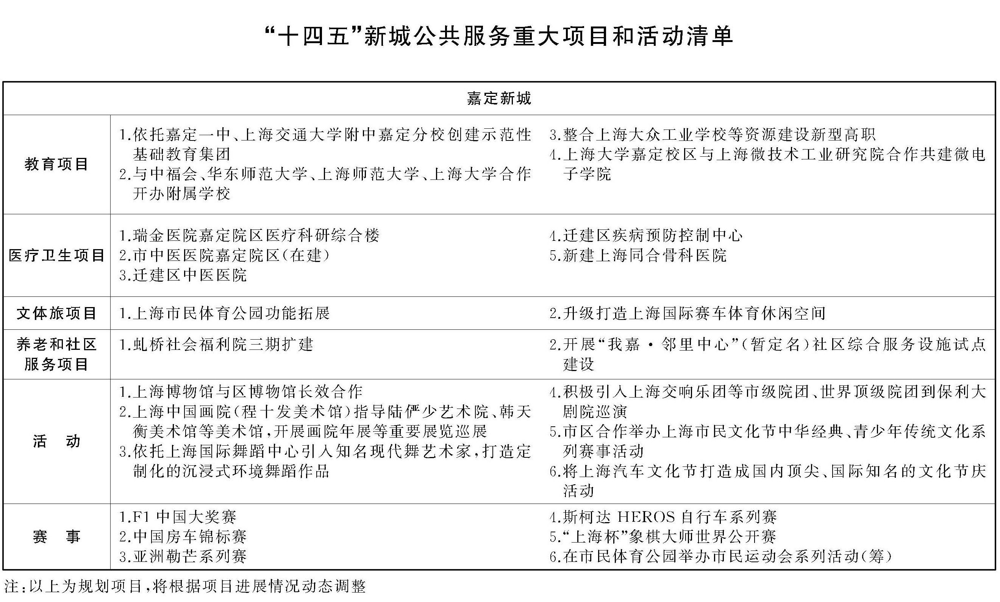 “十四五”新城公共服务重大项目和活动清单
嘉定新城
教育项目
1.依托嘉定一中、上海交通大学附中嘉定分校创建示范性
基础教育集团
2.与中福会、华东师范大学、上海师范大学、上海大学合作
开办附属学校
3.整合上海大众工业学校等资源建设新型高职
4.上海大学嘉定校区与上海微技术工业研究院合作共建微电
子学院
医疗卫生项目
1.瑞金医院嘉定院区医疗科研综合楼
2.市中医医院嘉定院区(在建)
3.迁建区中医医院
4.迁建区疾病预防控制中心
5.新建上海同合骨科医院
文体旅项目
1.上海市民体育公园功能拓展
2.升级打造上海国际赛车体育休闲空间
养老和社区
服务项目
1.虬桥社会福利院三期扩建
2.开展“我嘉·邻里中心”(暂定名)社区综合服务设施试点
建设
活 动
1.上海博物馆与区博物馆长效合作
2.上海中国画院(程十发美术馆)指导陆俨少艺术院、韩天
衡美术馆等美术馆,开展画院年展等重要展览巡展
3.依托上海国际舞蹈中心引入知名现代舞艺术家,打造定
制化的沉浸式环境舞蹈作品
4.积极引入上海交响乐团等市级院团、世界顶级院团到保利大
剧院巡演
5.市区合作举办上海市民文化节中华经典、青少年传统文化系
列赛事活动
6.将上海汽车文化节打造成国内顶尖、国际知名的文化节庆
活动
赛 事
1.F1中国大奖赛
2.中国房车锦标赛
3.亚洲勒芒系列赛
4.斯柯达 HEROS 自行车系列赛
5.“上海杯”象棋大师世界公开赛
6.在市民体育公园举办市民运动会系列活动(筹)
注:以上为规划项目,将根据项目进展情况动态调整